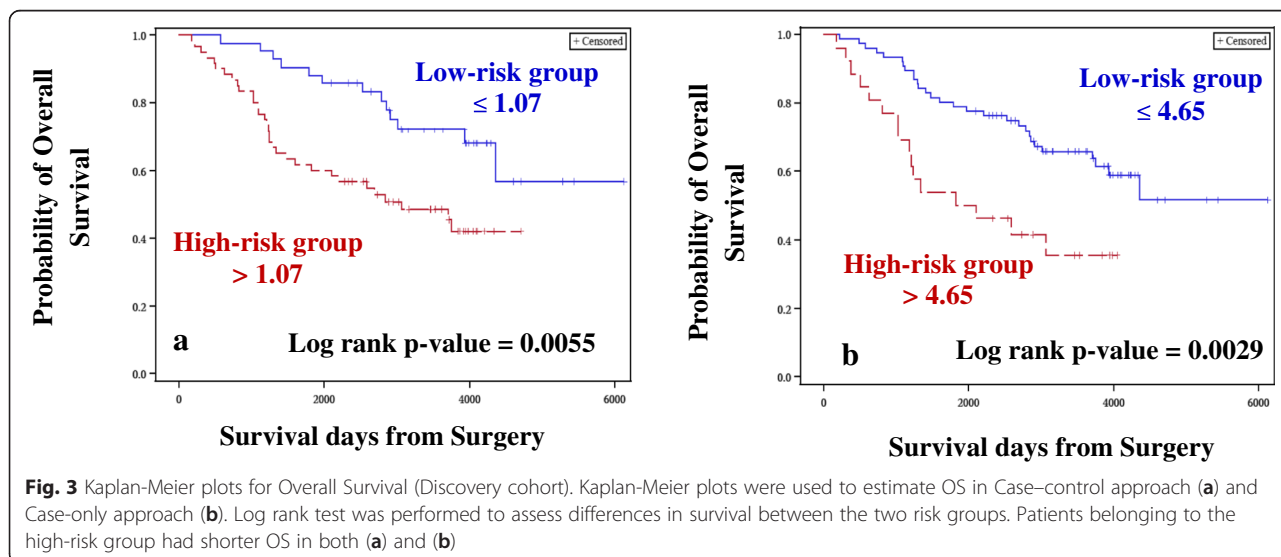 1.0
0.8
0.6
0.4
0.2
0.0
Probability of Overall
Survival
+ Censored
Low-risk group
≤ 1.07
High-risk group
> 1.07
a
Log rank p-value = 0.0055
0 2000 4000 6000
Survival days from Surgery
1.0
0.8
0.6
0.4
0.2
0.0
Probability of Overall
Survival
+ Censored
Low-risk group
≤ 4.65
High-risk group
> 4.65
b
Log rank p-value = 0.0029
0 2000 4000 6000
Survival days from Surgery
Fig. 3 Kaplan-Meier plots for Overall Survival (Discovery cohort). Kaplan-Meier plots were used to estimate OS in Case–control approach (a) and
Case-only approach (b). Log rank test was performed to assess differences in survival between the two risk groups. Patients belonging to the
high-risk group had shorter OS in both (a) and (b)